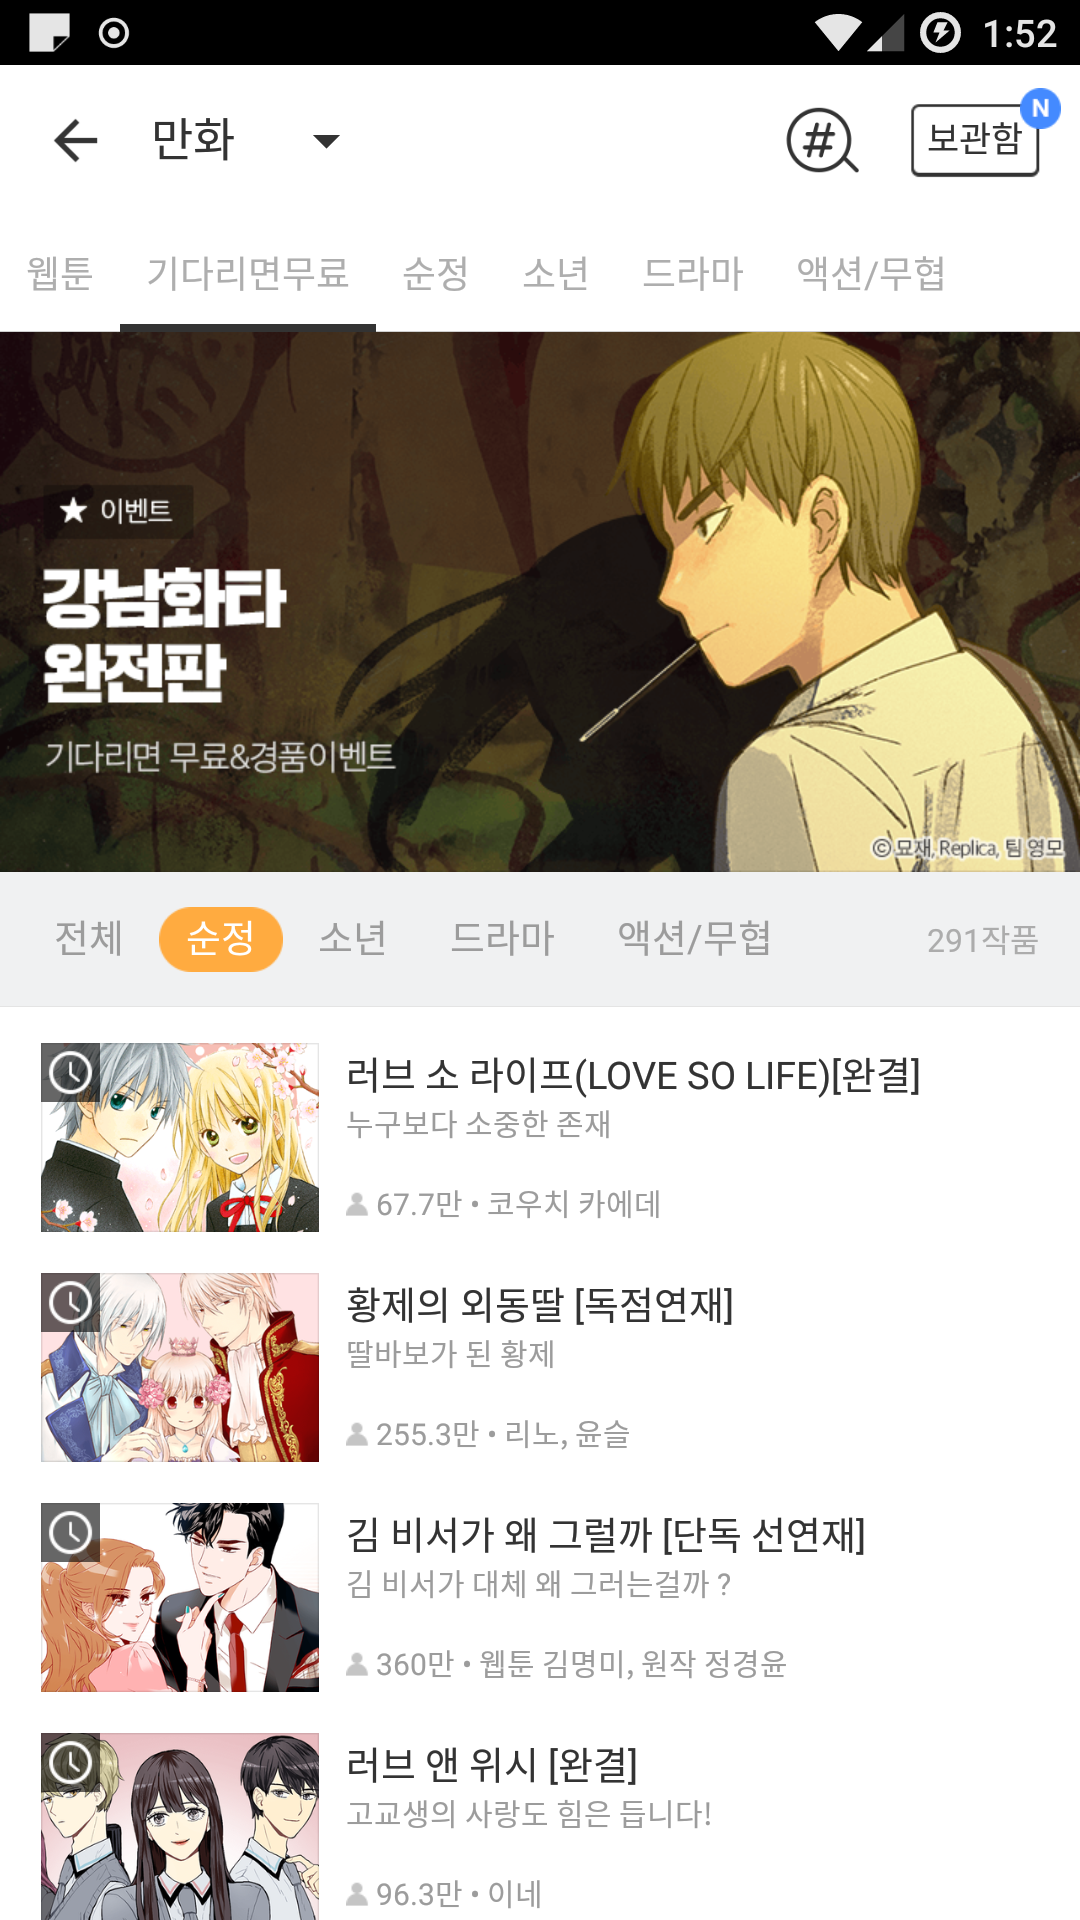 1:52
만화
#
보관함
N
웹툰 기다리면무료 순정 소년 드라마 액션/무협
★ 이벤트
강남화타
완전판
기다리면 무료&경품이벤트
ⓒ 묘재, Replica, 팀 영모
전체 순정 소년 드라마 액션/무협 291작품
러브 소 라이프(LOVE SO LIFE)[완결]
누구보다 소중한 존재
67.7만 • 코우치 카에데
황제의 외동딸 [독점연재]
딸바보가 된 황제
255.3만 • 리노, 윤슬
김 비서가 왜 그럴까 [단독 선연재]
김 비서가 대체 왜 그러는걸까 ?
360만 • 웹툰 김명미, 원작 정경윤
러브 앤 위시 [완결]
고교생의 사랑도 힘은 듭니다!
96.3만 • 이네